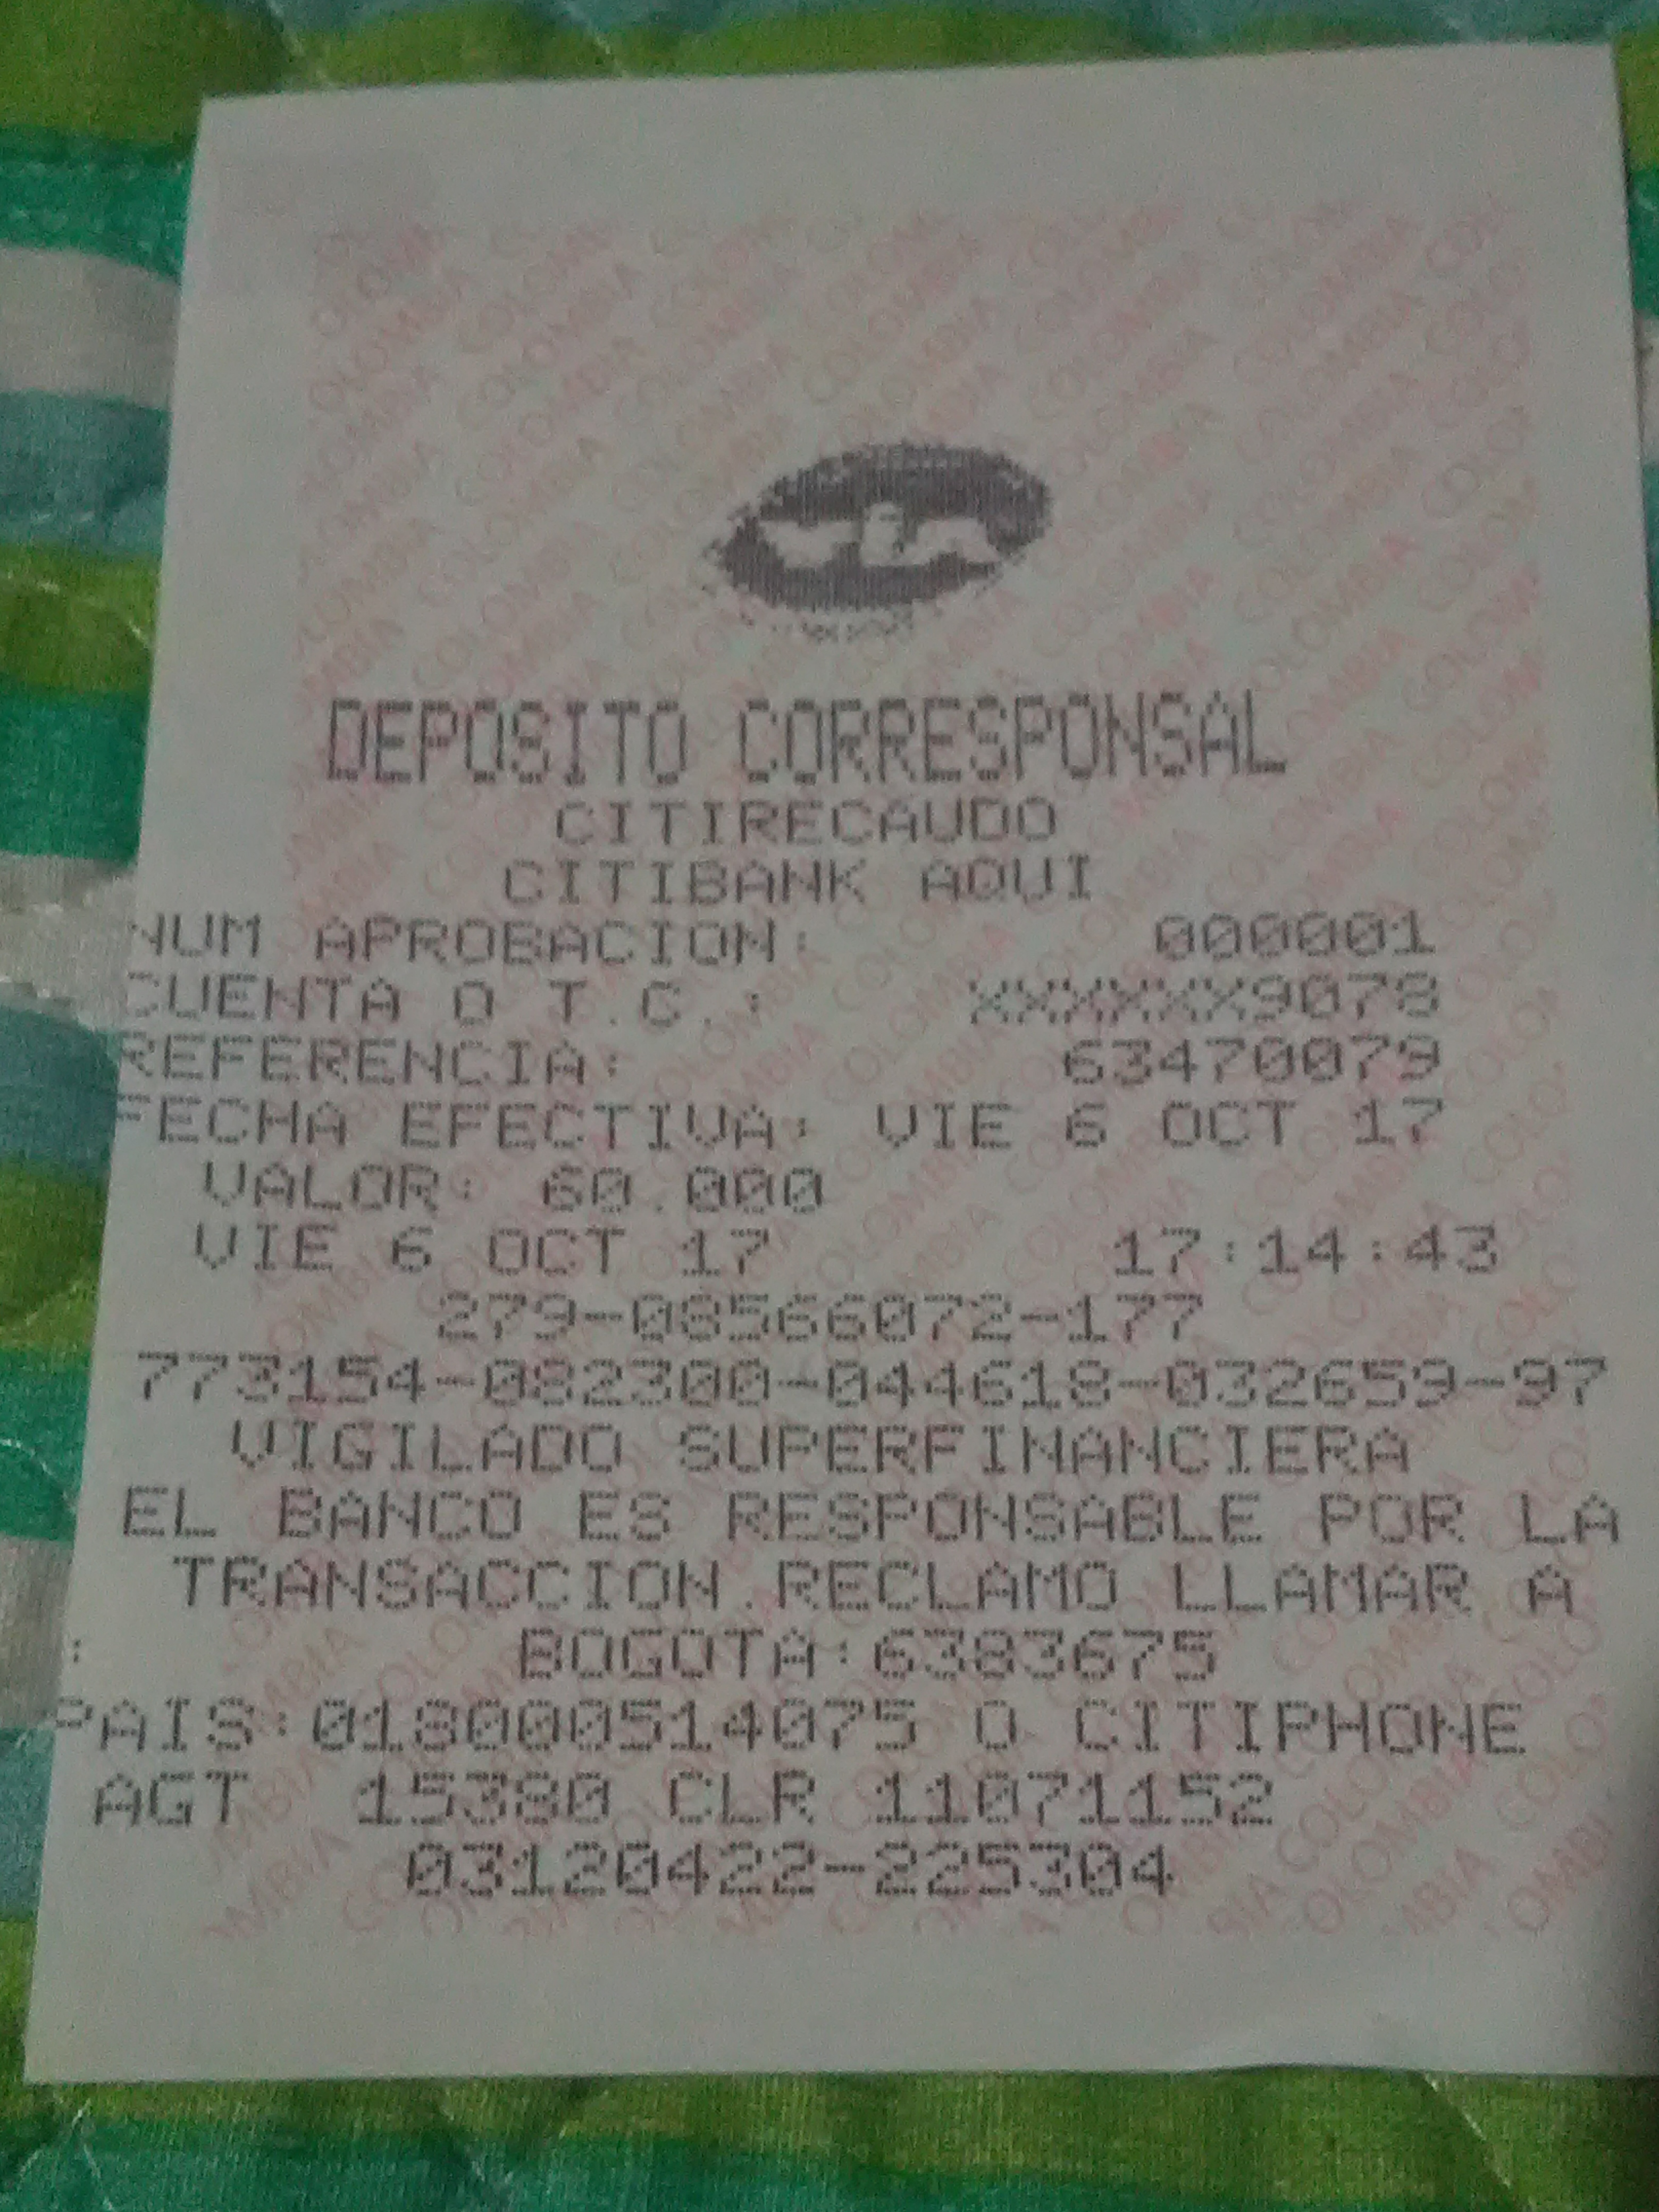 DEPOSITO CORRESPONSAL
CITIRECAUDO
CITIBANK AQUI
NUM APROBACION: 000001
CUENTA O T.C.: XXXXXX9078
REFERENCIA: 63470079
FECHA EFECTIVA: VIE 6 OCT 17
VALOR: 60.000
VIE 6 OCT 17 17:14:43
279-08566072-177
773154-082300-044618-032659-97
VIGILADO SUPERFINANCIERA
EL BANCO ES RESPONSABLE POR LA
TRANSACCION.RECLAMO LLAMAR A
: BOGOTA:6383675
PAIS:018000514075 O CITIPHONE
AGT 15380 CLR 11071152
03120422-225304